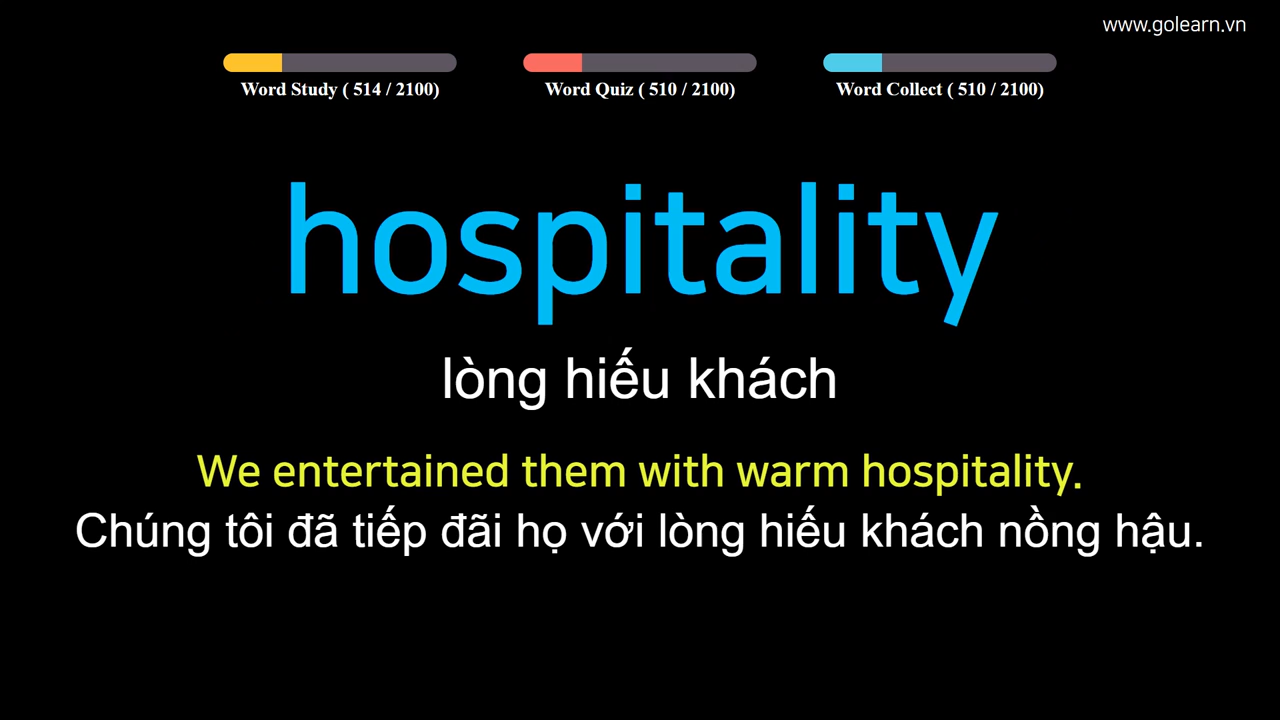 www.golearn.vn
Word Study ( 514 / 2100) Word Quiz ( 510 / 2100) Word Collect ( 510 / 2100)
hospitality
lòng hiếu khách
We entertained them with warm hospitality.
Chúng tôi đã tiếp đãi họ với lòng hiếu khách nồng hậu.